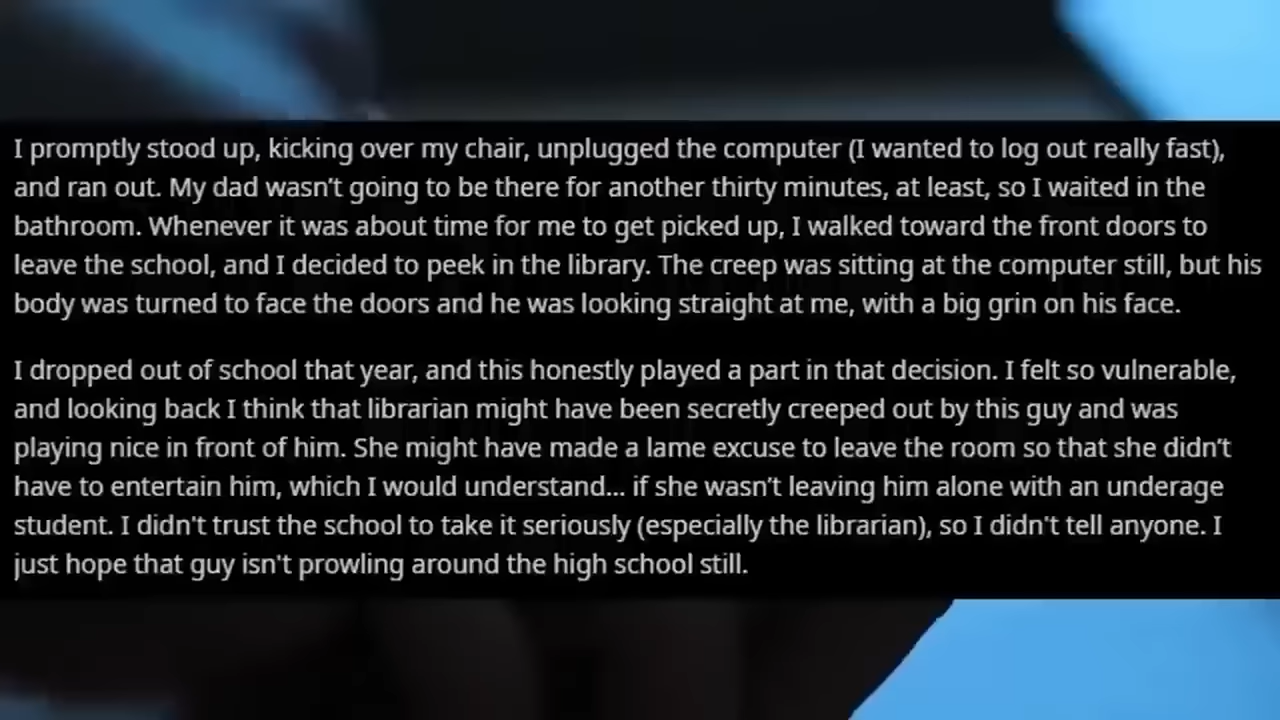 I promptly stood up, kicking over my chair, unplugged the computer (I wanted to log out really fast),
and ran out. My dad wasn’t going to be there for another thirty minutes, at least, so I waited in the
bathroom. Whenever it was about time for me to get picked up, I walked toward the front doors to
leave the school, and I decided to peek in the library. The creep was sitting at the computer still, but his
body was turned to face the doors and he was looking straight at me, with a big grin on his face.
I dropped out of school that year, and this honestly played a part in that decision. I felt so vulnerable,
and looking back I think that librarian might have been secretly creeped out by this guy and was
playing nice in front of him. She might have made a lame excuse to leave the room so that she didn’t
have to entertain him, which I would understand... if she wasn’t leaving him alone with an underage
student. I didn't trust the school to take it seriously (especially the librarian), so I didn't tell anyone. I
just hope that guy isn't prowling around the high school still.